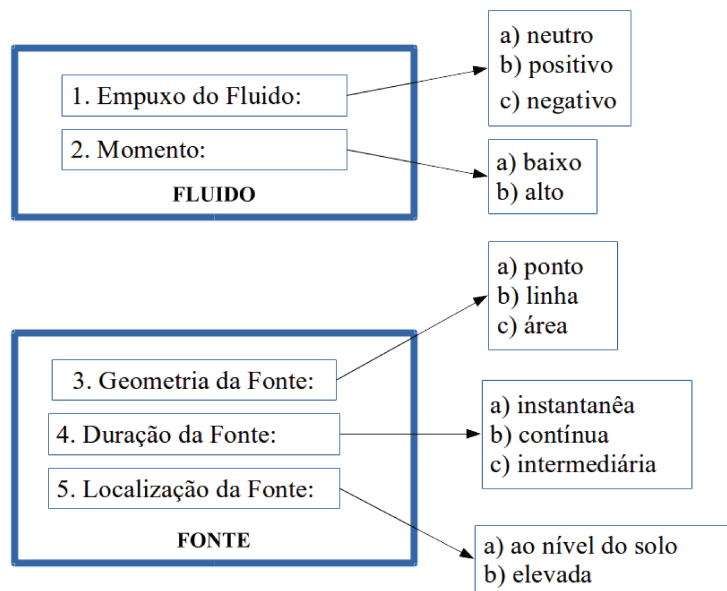 1. Empuxo do Fluido:
2. Momento:
FLUIDO
a) neutro
b) positivo
c) negativo
a) baixo
b) alto
3. Geometria da Fonte:
4. Duração da Fonte:
5. Localização da Fonte:
FONTE
a) ponto
b) linha
c) área
a) instantanêa
b) contínua
c) intermediária
a) ao nível do solo
b) elevada